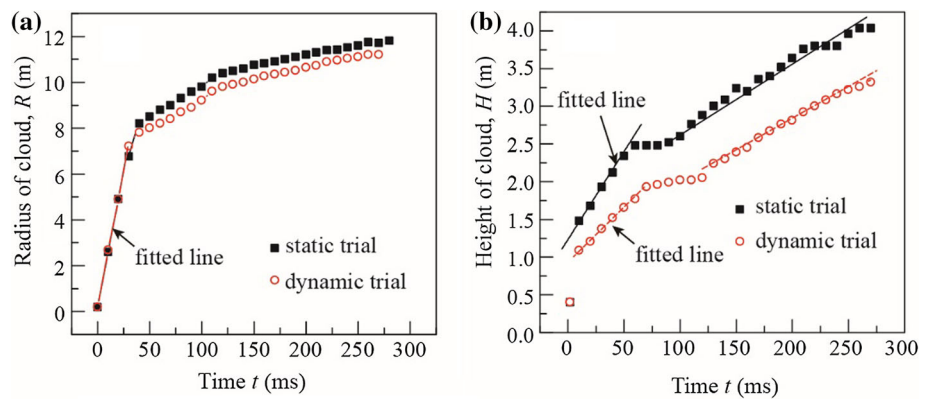 (a)
Radius of cloud, R (m)
12
10
8
6
4
2
0
static trial
dynamic trial
fitted line
0 50 100 150 200 250 300
Time t (ms)
(b)
Height of cloud, H (m)
4.0
3.5
3.0
2.5
2.0
1.5
1.0
0.5
0.0
fitted line
static trial
dynamic trial
fitted line
0 50 100 150 200 250 300
Time t (ms)